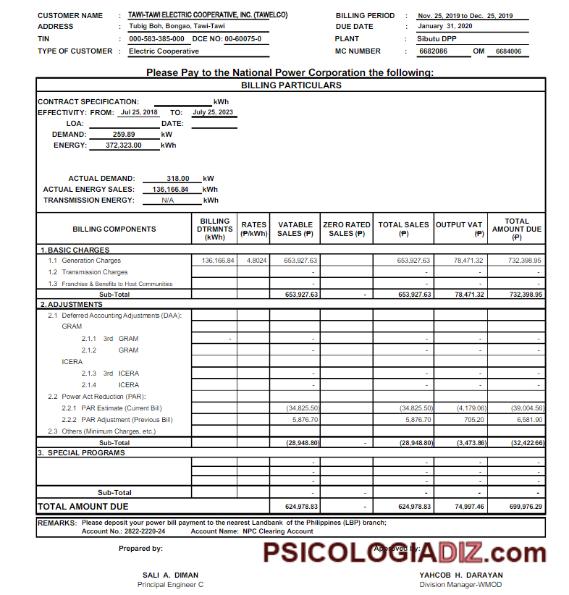 CUSTOMER NAME : TAWI-TAWI ELECTRIC COOPERATIVE, INC. (TAWELCO) BILLING PERIOD : Nov. 25, 2019 to Dec. 25, 2019
ADDRESS : Tubig Boh, Bongao, Tawi-Tawi DUE DATE : January 31, 2020
TIN : 000-583-385-000 DCE NO: 00-60075-0 PLANT : Sibutu DPP
TYPE OF CUSTOMER : Electric Cooperative MC NUMBER : 6682086 OM 6684006
Please Pay to the National Power Corporation the following:
BILLING PARTICULARS
CONTRACT SPECIFICATION: kWh
EFFECTIVITY: FROM: Jul 25, 2018 TO: July 25, 2023
LOA: DATE:
DEMAND: 259.89 kW
ENERGY: 372,323.00 kWh
ACTUAL DEMAND: 318.00 kW
ACTUAL ENERGY SALES: 136,166.84 kWh
TRANSMISSION ENERGY: N/A kWh
BILLING COMPONENTS BILLING DTRMNTS (kWh) RATES (₱/kWh) VATABLE SALES (₱) ZERO RATED SALES (₱) TOTAL SALES (₱) OUTPUT VAT (₱) TOTAL AMOUNT DUE (₱)
1. BASIC CHARGES
1.1 Generation Charges 136,166.84 4.8024 653,927.63 653,927.63 78,471.32 732,398.95
1.2 Transmission Charges - - - -
1.3 Franchise & Benefits to Host Communities - - - -
Sub-Total 653,927.63 - 653,927.63 78,471.32 732,398.95
2. ADJUSTMENTS
2.1 Deferred Accounting Adjustments (DAA):
GRAM
2.1.1 3rd GRAM - - - - -
2.1.2 GRAM - - - -
ICERA
2.1.3 3rd ICERA - - - -
2.1.4 ICERA - - - -
2.2 Power Act Reduction (PAR):
2.2.1 PAR Estimate (Current Bill) (34,825.50) (34,825.50) (4,179.06) (39,004.56)
2.2.2 PAR Adjustment (Previous Bill) 5,876.70 5,876.70 705.20 6,581.90
2.3 Others (Minimum Charges, etc.)
Sub-Total (28,948.80) - (28,948.80) (3,473.86) (32,422.66)
3. SPECIAL PROGRAMS
- - - -
- - - -
- - - -
Sub-Total - - - - -
TOTAL AMOUNT DUE 624,978.83 - 624,978.83 74,997.46 699,976.29
REMARKS: Please deposit your power bill payment to the nearest Landbank of the Philippines (LBP) branch;
Account No.: 2822-2220-24 Account Name: NPC Clearing Account
Prepared by: Approved by:
PSICOLOGIADIZ.com
SALI A. DIMAN YAHCOB H. DARAYAN
Principal Engineer C Division Manager-WMOD